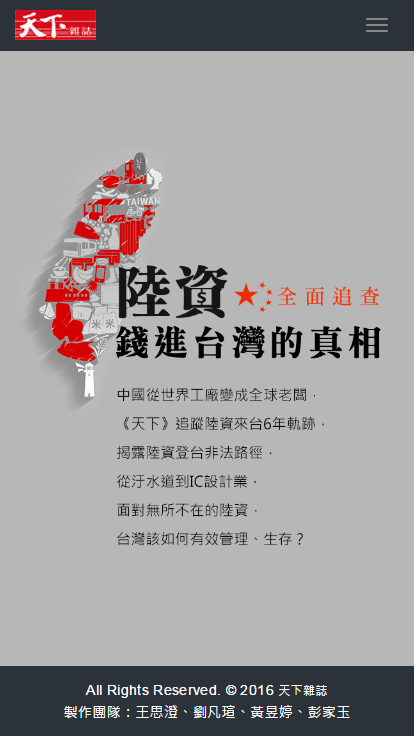 天下雜誌
TAIWAN
米 米
陸資
全面追查
錢進台灣的真相
中國從世界工廠變成全球老闆，
《天下》追蹤陸資來台6年軌跡，
揭露陸資登台非法路徑，
從汙水道到IC設計業，
面對無所不在的陸資，
台灣該如何有效管理、生存？
All Rights Reserved. © 2016 天下雜誌
製作團隊：王思澄、劉凡瑄、黃昱婷、彭家玉